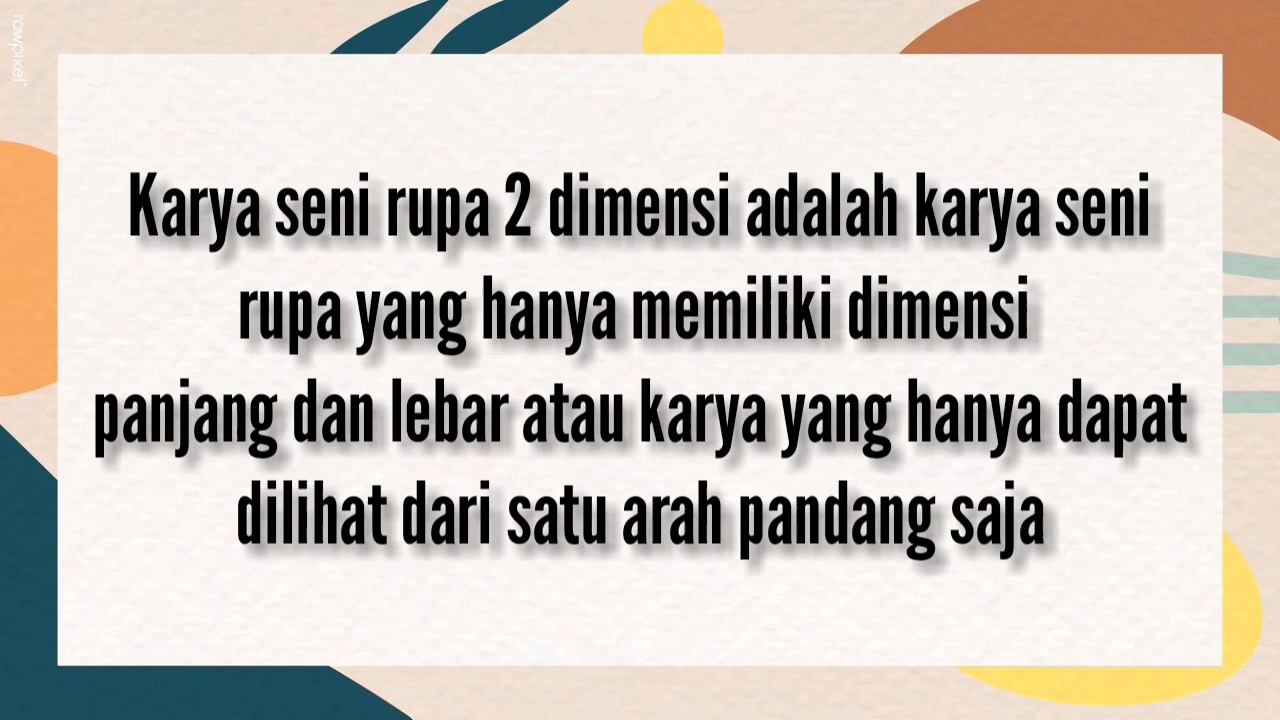 Karya seni rupa 2 dimensi adalah karya seni
rupa yang hanya memiliki dimensi
panjang dan lebar atau karya yang hanya dapat
dilihat dari satu arah pandang saja
rawpixel